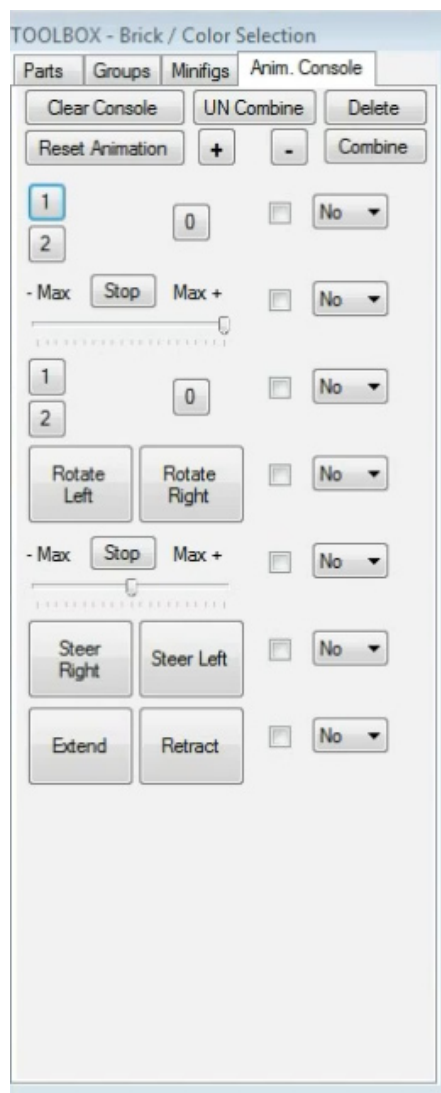 TOOLBOX - Brick / Color Selection
Parts Groups Minifigs Anim. Console
Clear Console UN Combine Delete
Reset Animation + - Combine
1
0 No
2
- Max Stop Max + No
1
0 No
2
Rotate Left Rotate Right No
- Max Stop Max + No
Steer Right Steer Left No
Extend Retract No